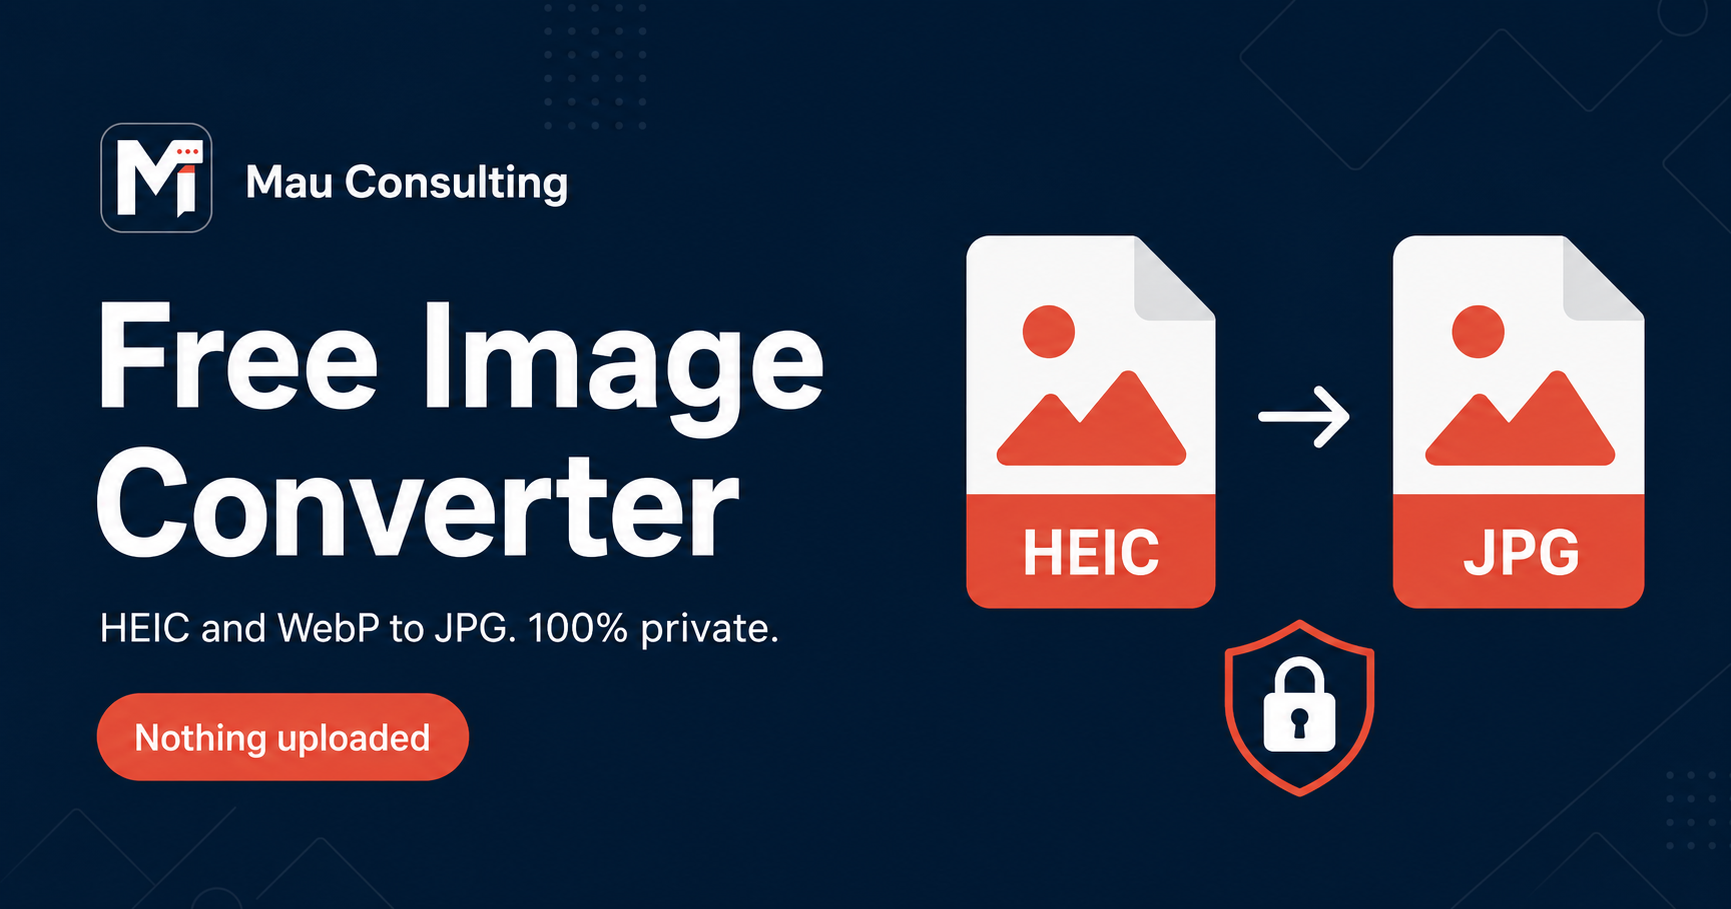 Mau Consulting
Free Image
Converter
HEIC and WebP to JPG. 100% private.
Nothing uploaded
HEIC
JPG